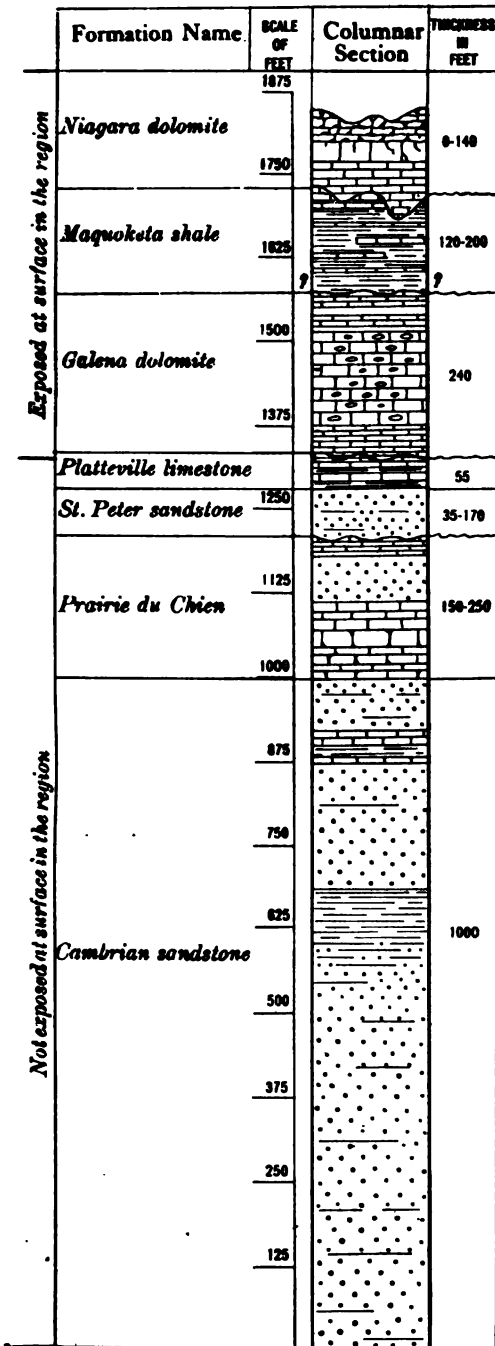 Formation Name
SCALE
OF
FEET
Columnar
Section
THICKNESS
IN
FEET
Exposed at surface in the region
1875
Niagara dolomite
0-140
1750
Maquoketa shale
120-200
1625
?
?
1500
Galena dolomite
240
1375
Platteville limestone
55
1250
St. Peter sandstone
35-170
1125
Prairie du Chien
150-250
1000
Not exposed at surface in the region
875
750
625
Cambrian sandstone
1000
500
375
250
125